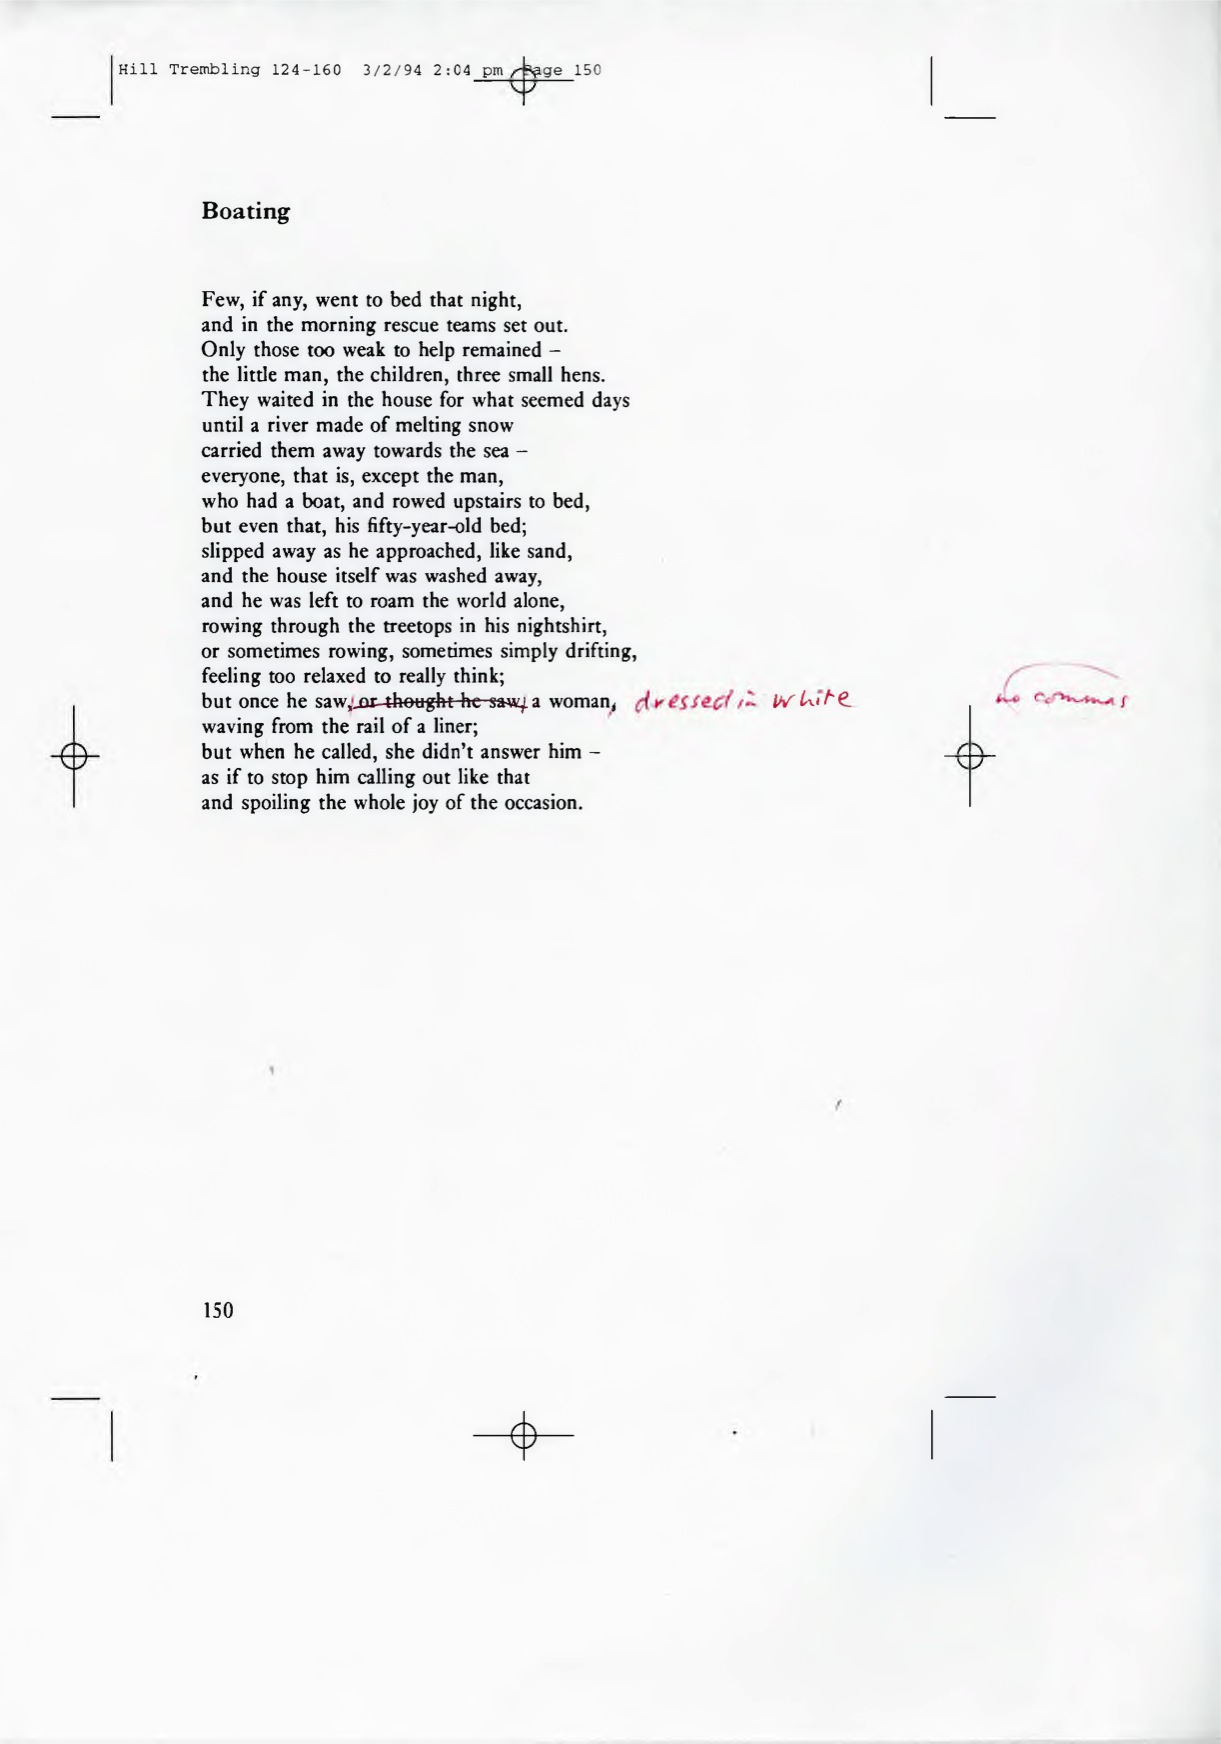 Hill Trembling 124-160 3/2/94 2:04 pm Page 150
Boating
Few, if any, went to bed that night,
and in the morning rescue teams set out.
Only those too weak to help remained –
the little man, the children, three small hens.
They waited in the house for what seemed days
until a river made of melting snow
carried them away towards the sea –
everyone, that is, except the man,
who had a boat, and rowed upstairs to bed,
but even that, his fifty-year-old bed;
slipped away as he approached, like sand,
and the house itself was washed away,
and he was left to roam the world alone,
rowing through the treetops in his nightshirt,
or sometimes rowing, sometimes simply drifting,
feeling too relaxed to really think;
but once he saw, or thought he saw, a woman, dressed in white no commas
waving from the rail of a liner;
but when he called, she didn't answer him –
as if to stop him calling out like that
and spoiling the whole joy of the occasion.
150